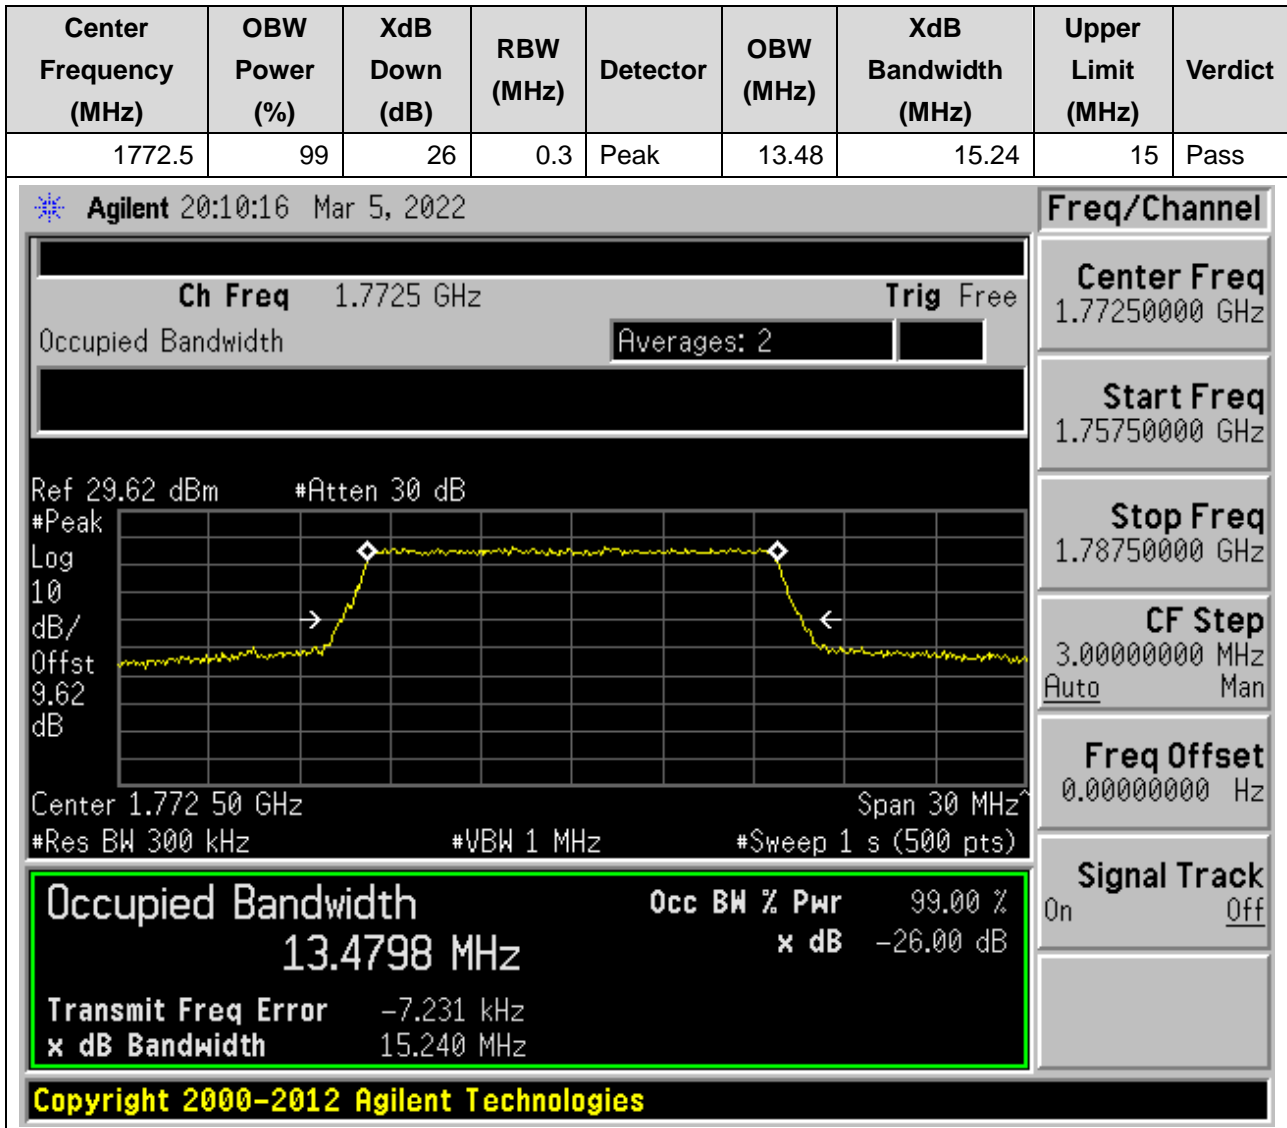 Center Frequency (MHz) OBW Power (%) XdB Down (dB) RBW (MHz) Detector OBW (MHz) XdB Bandwidth (MHz) Upper Limit (MHz) Verdict
1772.5 99 26 0.3 Peak 13.48 15.24 15 Pass
Agilent 20:10:16 Mar 5, 2022
Freq/Channel
Ch Freq 1.7725 GHz Trig Free
Occupied Bandwidth Averages: 2
Ref 29.62 dBm #Atten 30 dB
#Peak
Log
10
dB/
Offst
9.62
dB
Center 1.772 50 GHz Span 30 MHz^
#Res BW 300 kHz #VBW 1 MHz #Sweep 1 s (500 pts)
Occupied Bandwidth Occ BW % Pwr 99.00 %
13.4798 MHz x dB -26.00 dB
Transmit Freq Error -7.231 kHz
x dB Bandwidth 15.240 MHz
Center Freq
1.77250000 GHz
Start Freq
1.75750000 GHz
Stop Freq
1.78750000 GHz
CF Step
3.00000000 MHz
Auto Man
Freq Offset
0.00000000 Hz
Signal Track
On Off
Copyright 2000-2012 Agilent Technologies